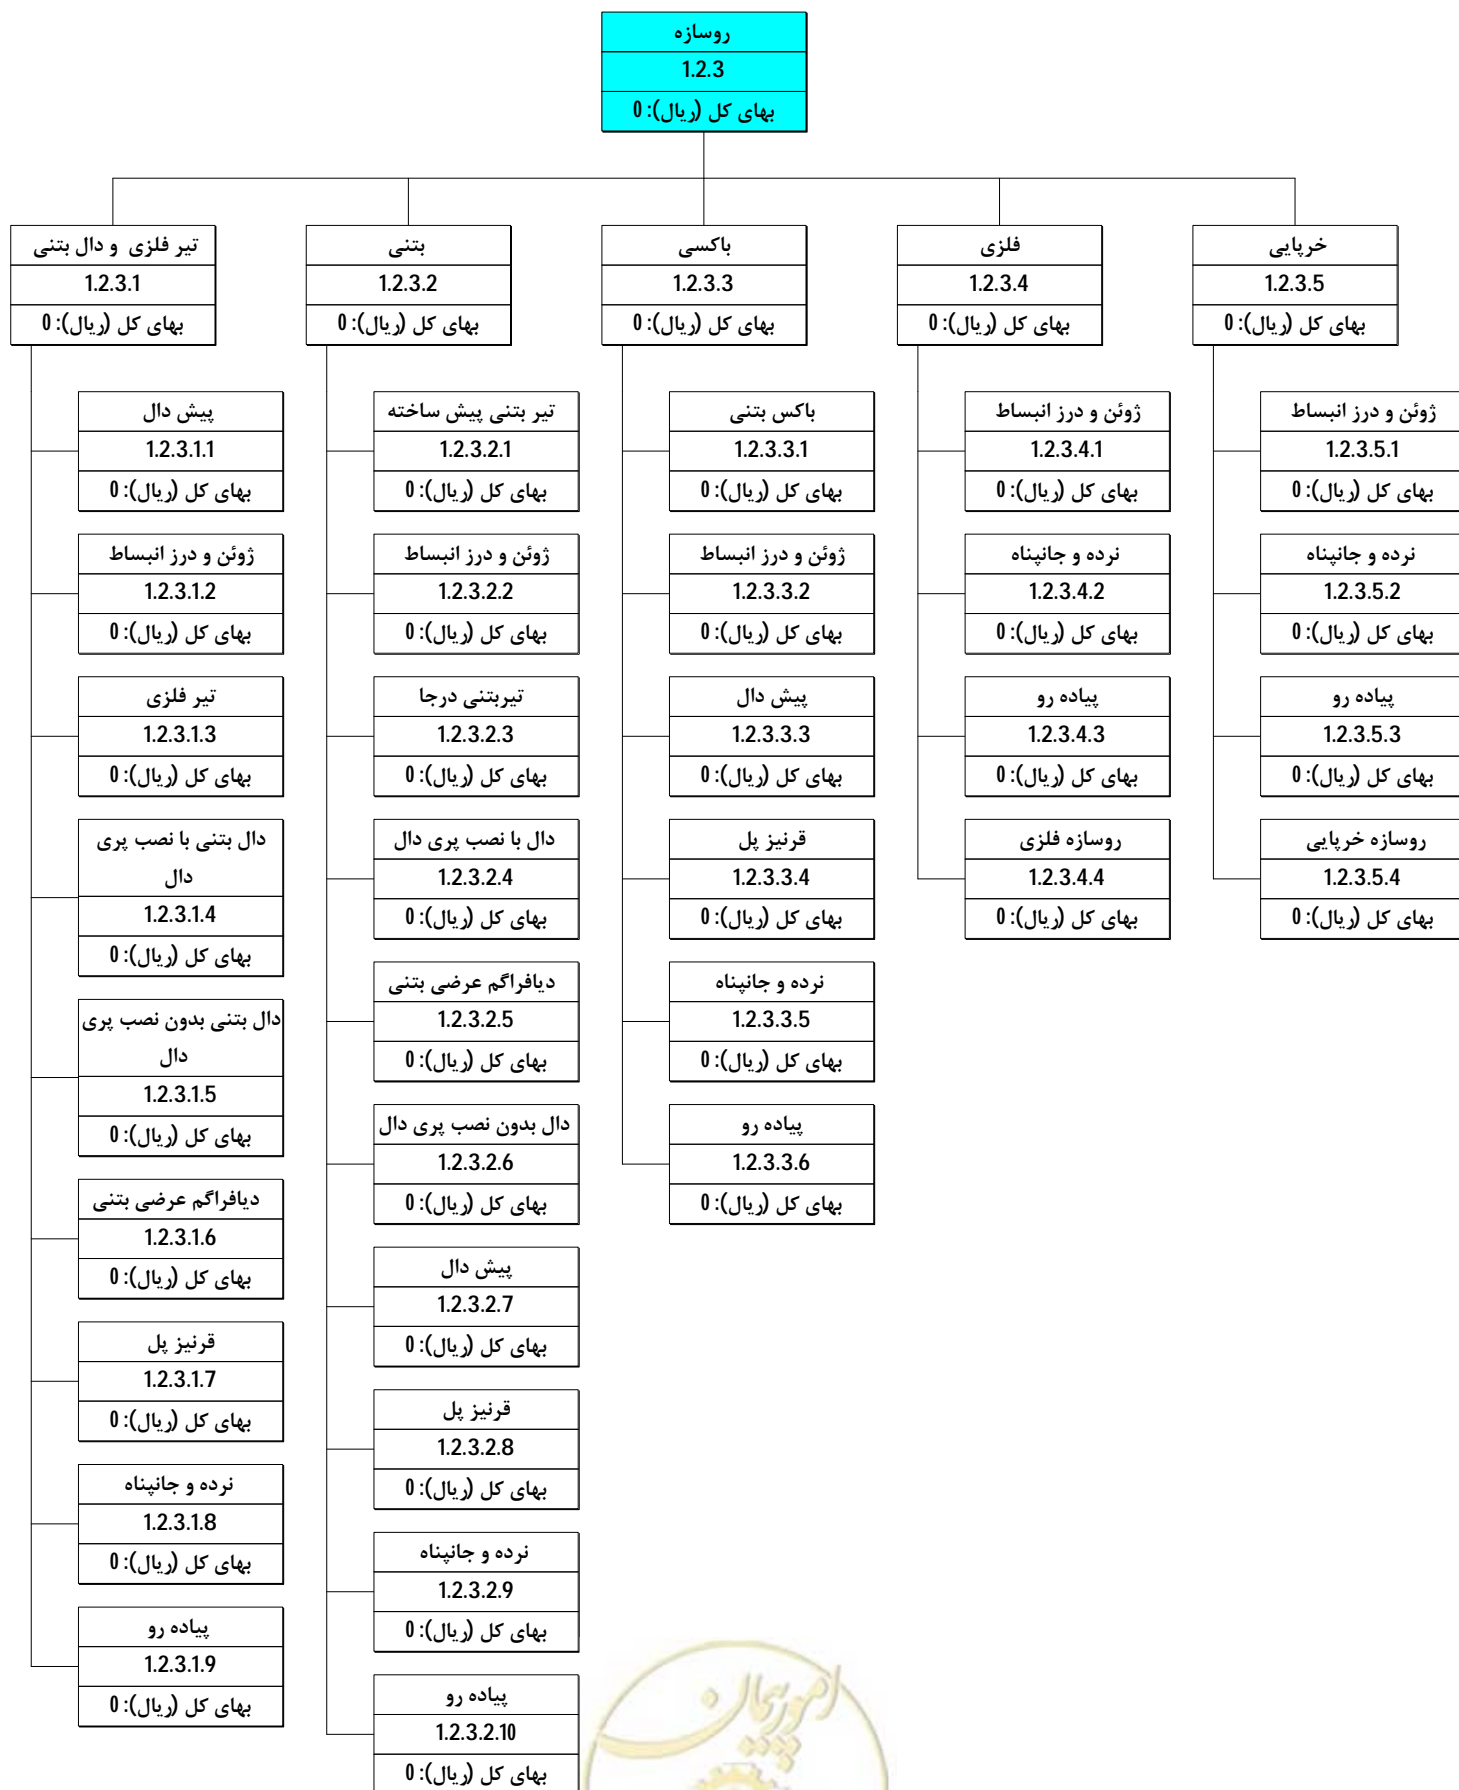 روسازه
1.2.3
بهای کل (ریال): 0
تیر فلزی و دال بتنی
1.2.3.1
بهای کل (ریال): 0
پیش دال
1.2.3.1.1
بهای کل (ریال): 0
ژوئن و درز انبساط
1.2.3.1.2
بهای کل (ریال): 0
تیر فلزی
1.2.3.1.3
بهای کل (ریال): 0
دال بتنی با نصب پری
دال
1.2.3.1.4
بهای کل (ریال): 0
دال بتنی بدون نصب پری
دال
1.2.3.1.5
بهای کل (ریال): 0
دیافراگم عرضی بتنی
1.2.3.1.6
بهای کل (ریال): 0
قرنیز پل
1.2.3.1.7
بهای کل (ریال): 0
نرده و جانپناه
1.2.3.1.8
بهای کل (ریال): 0
پیاده رو
1.2.3.1.9
بهای کل (ریال): 0
بتنی
1.2.3.2
بهای کل (ریال): 0
تیر بتنی پیش ساخته
1.2.3.2.1
بهای کل (ریال): 0
ژوئن و درز انبساط
1.2.3.2.2
بهای کل (ریال): 0
تیربتنی درجا
1.2.3.2.3
بهای کل (ریال): 0
دال با نصب پری دال
1.2.3.2.4
بهای کل (ریال): 0
دیافراگم عرضی بتنی
1.2.3.2.5
بهای کل (ریال): 0
دال بدون نصب پری دال
1.2.3.2.6
بهای کل (ریال): 0
پیش دال
1.2.3.2.7
بهای کل (ریال): 0
قرنیز پل
1.2.3.2.8
بهای کل (ریال): 0
نرده و جانپناه
1.2.3.2.9
بهای کل (ریال): 0
پیاده رو
1.2.3.2.10
بهای کل (ریال): 0
باکسی
1.2.3.3
بهای کل (ریال): 0
باکس بتنی
1.2.3.3.1
بهای کل (ریال): 0
ژوئن و درز انبساط
1.2.3.3.2
بهای کل (ریال): 0
پیش دال
1.2.3.3.3
بهای کل (ریال): 0
قرنیز پل
1.2.3.3.4
بهای کل (ریال): 0
نرده و جانپناه
1.2.3.3.5
بهای کل (ریال): 0
پیاده رو
1.2.3.3.6
بهای کل (ریال): 0
فلزی
1.2.3.4
بهای کل (ریال): 0
ژوئن و درز انبساط
1.2.3.4.1
بهای کل (ریال): 0
نرده و جانپناه
1.2.3.4.2
بهای کل (ریال): 0
پیاده رو
1.2.3.4.3
بهای کل (ریال): 0
روسازه فلزی
1.2.3.4.4
بهای کل (ریال): 0
خرپایی
1.2.3.5
بهای کل (ریال): 0
ژوئن و درز انبساط
1.2.3.5.1
بهای کل (ریال): 0
نرده و جانپناه
1.2.3.5.2
بهای کل (ریال): 0
پیاده رو
1.2.3.5.3
بهای کل (ریال): 0
روسازه خرپایی
1.2.3.5.4
بهای کل (ریال): 0
امور پیمان